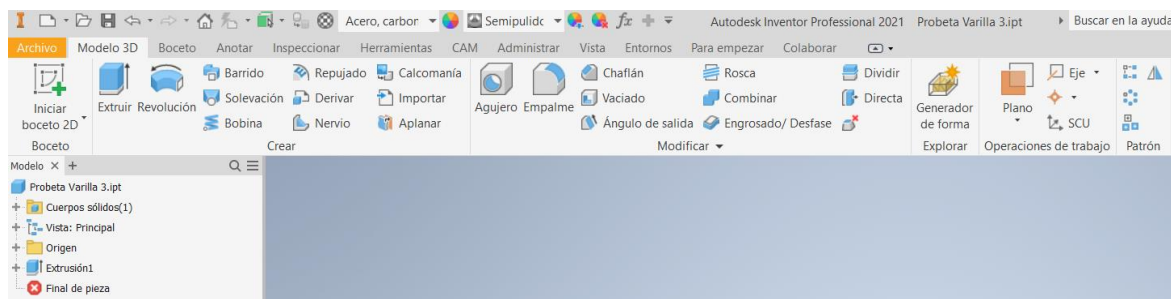 Acero, carbor Semipulidc fx Autodesk Inventor Professional 2021 Probeta Varilla 3.ipt Buscar en la ayuda
Archivo Modelo 3D Boceto Anotar Inspeccionar Herramientas CAM Administrar Vista Entornos Para empezar Colaborar
Iniciar boceto 2D
Extruir Revolución
Barrido Repujado Calcomanía
Solevación Derivar Importar
Bobina Nervio Aplanar
Agujero Empalme
Chaflán Rosca Dividir
Vaciado Combinar Directa
Ángulo de salida Engrosado/ Desfase
Generador de forma
Plano
Eje
SCU
Boceto Crear Modificar Explorar Operaciones de trabajo Patrón
Modelo × +
Probeta Varilla 3.ipt
Cuerpos sólidos(1)
Vista: Principal
Origen
Extrusión1
Final de pieza